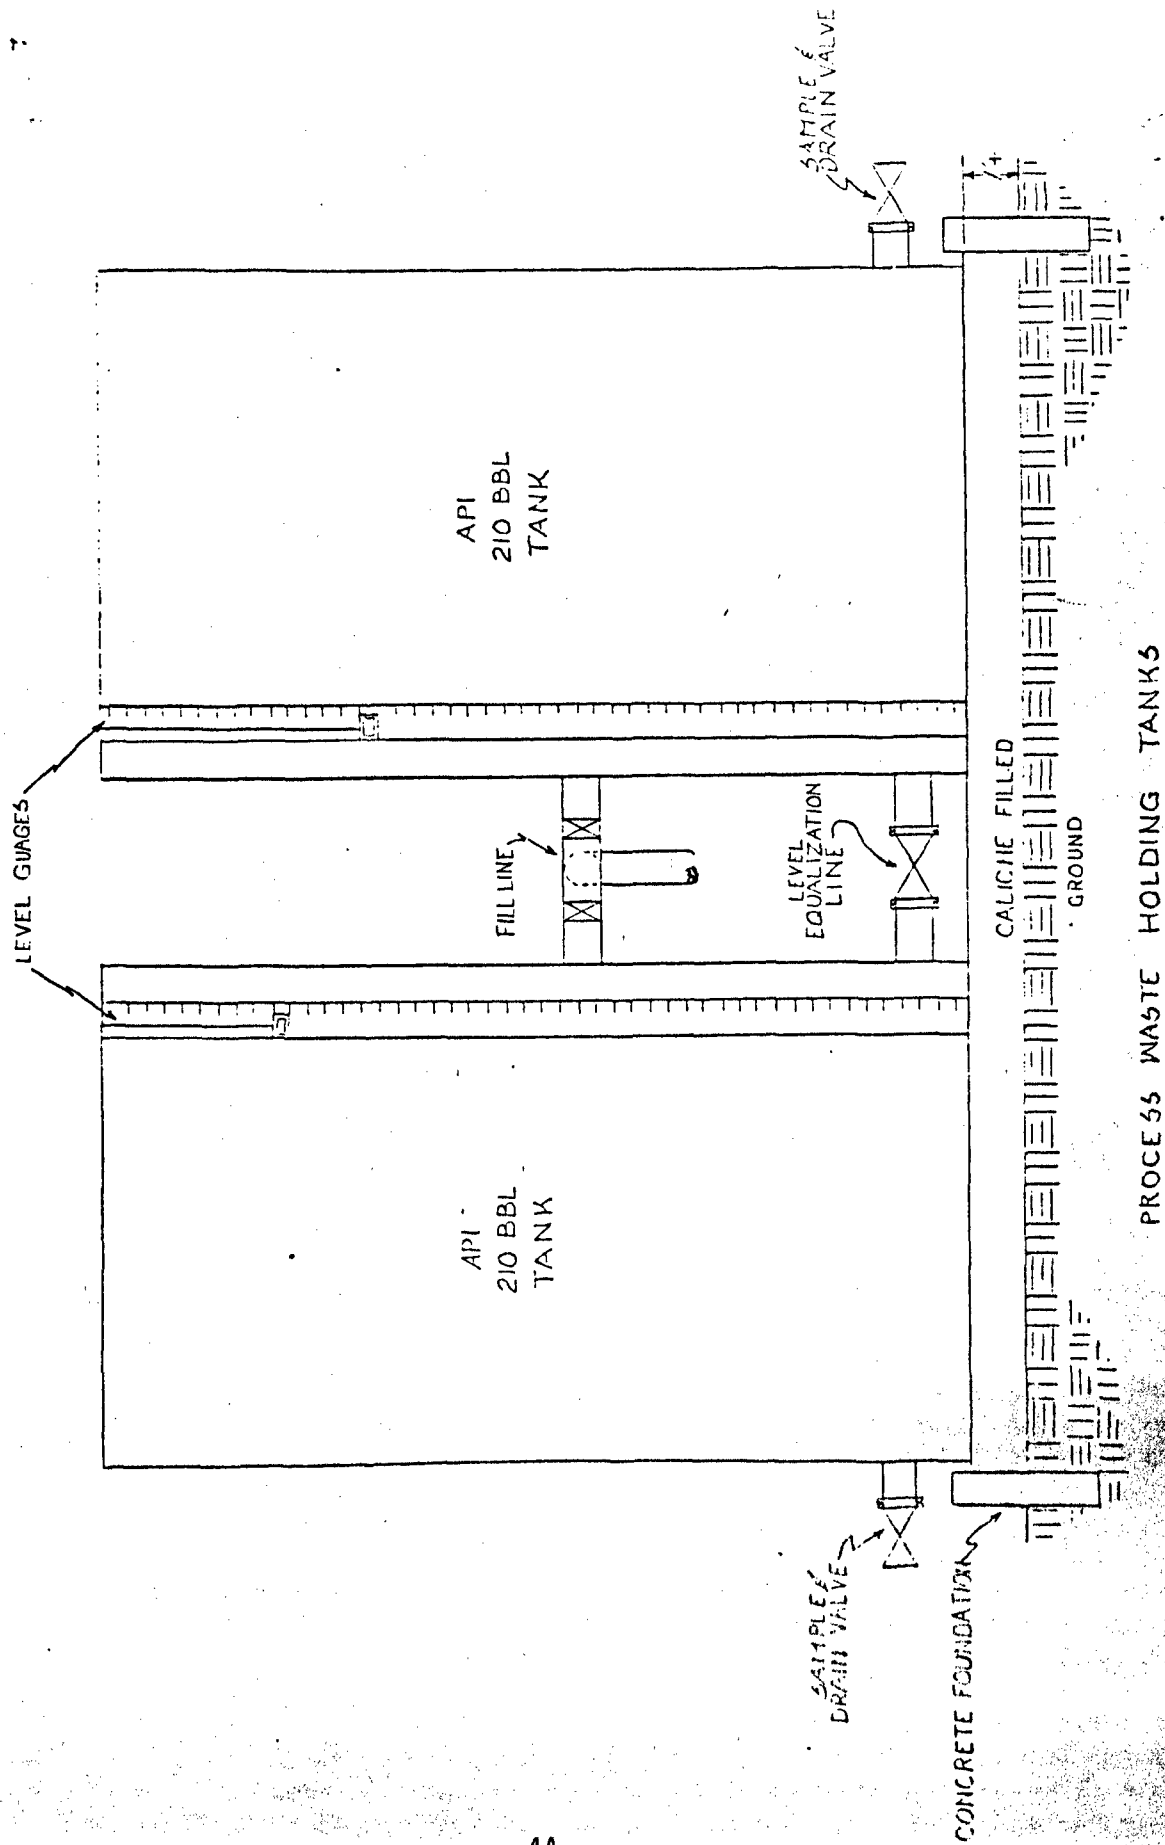 LEVEL GUAGES
API
210 BBL
TANK
API
210 BBL
TANK
FILL LINE
LEVEL
EQUALIZATION
LINE
SAMPLE &
DRAIN VALVE
SAMPLE &
DRAIN VALVE
CONCRETE FOUNDATION
CALICHE FILLED
GROUND
PROCESS WASTE HOLDING TANKS